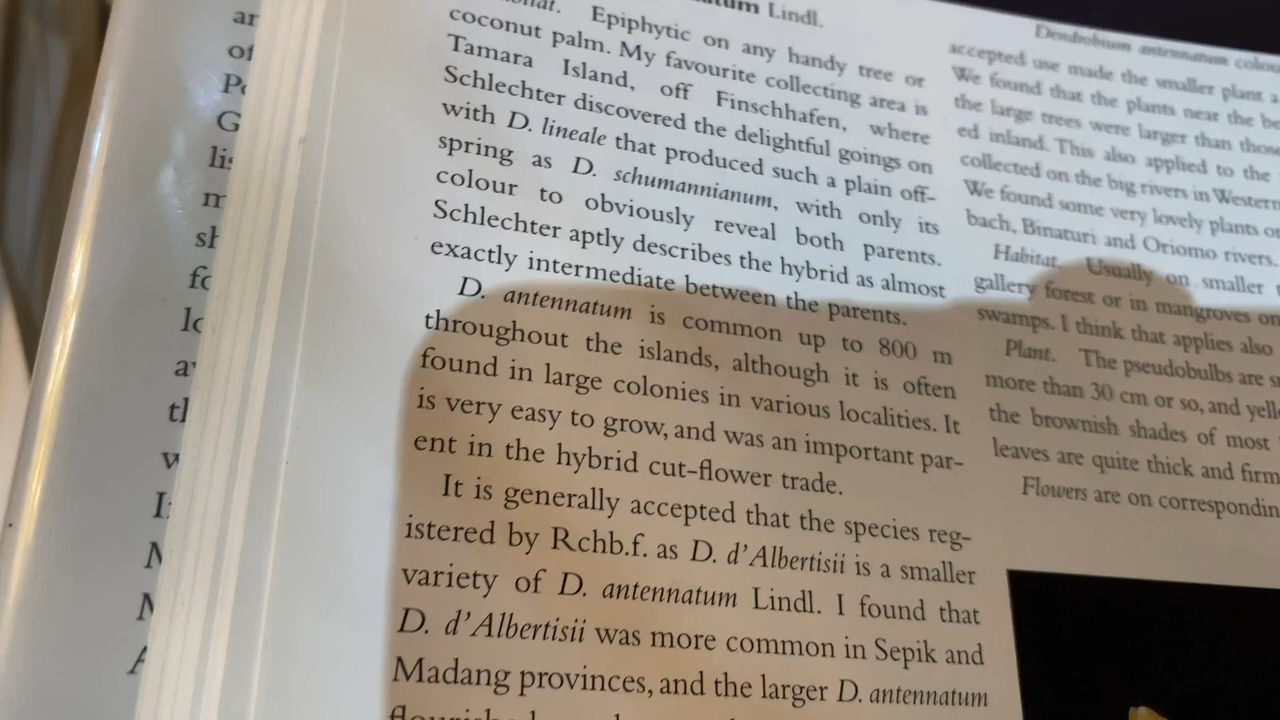 Lindl.
Epiphytic on any handy tree or
coconut palm. My favourite collecting area is
Tamara Island, off Finschhafen, where
Schlechter discovered the delightful goings on
with D. lineale that produced such a plain off-
spring as D. schumannianum, with only its
colour to obviously reveal both parents.
Schlechter aptly describes the hybrid as almost
exactly intermediate between the parents.
D. antennatum is common up to 800 m
throughout the islands, although it is often
found in large colonies in various localities. It
is very easy to grow, and was an important par-
ent in the hybrid cut-flower trade.
It is generally accepted that the species reg-
istered by Rchb.f. as D. d'Albertisii is a smaller
variety of D. antennatum Lindl. I found that
D. d'Albertisii was more common in Sepik and
Madang provinces, and the larger D. antennatum
Dendrobium antennatum
accepted use made the smaller plant
We found that the plants near the
the large trees were larger than
ed inland. This also applied to the
collected on the big rivers in Western
We found some very lovely plants
bach, Binaturi and Oriomo rivers.
Habitat. Usually on smaller
gallery forest or in mangroves
swamps. I think that applies also
Plant. The pseudobulbs are
more than 30 cm or so, and
the brownish shades of most
leaves are quite thick and firm
Flowers are on